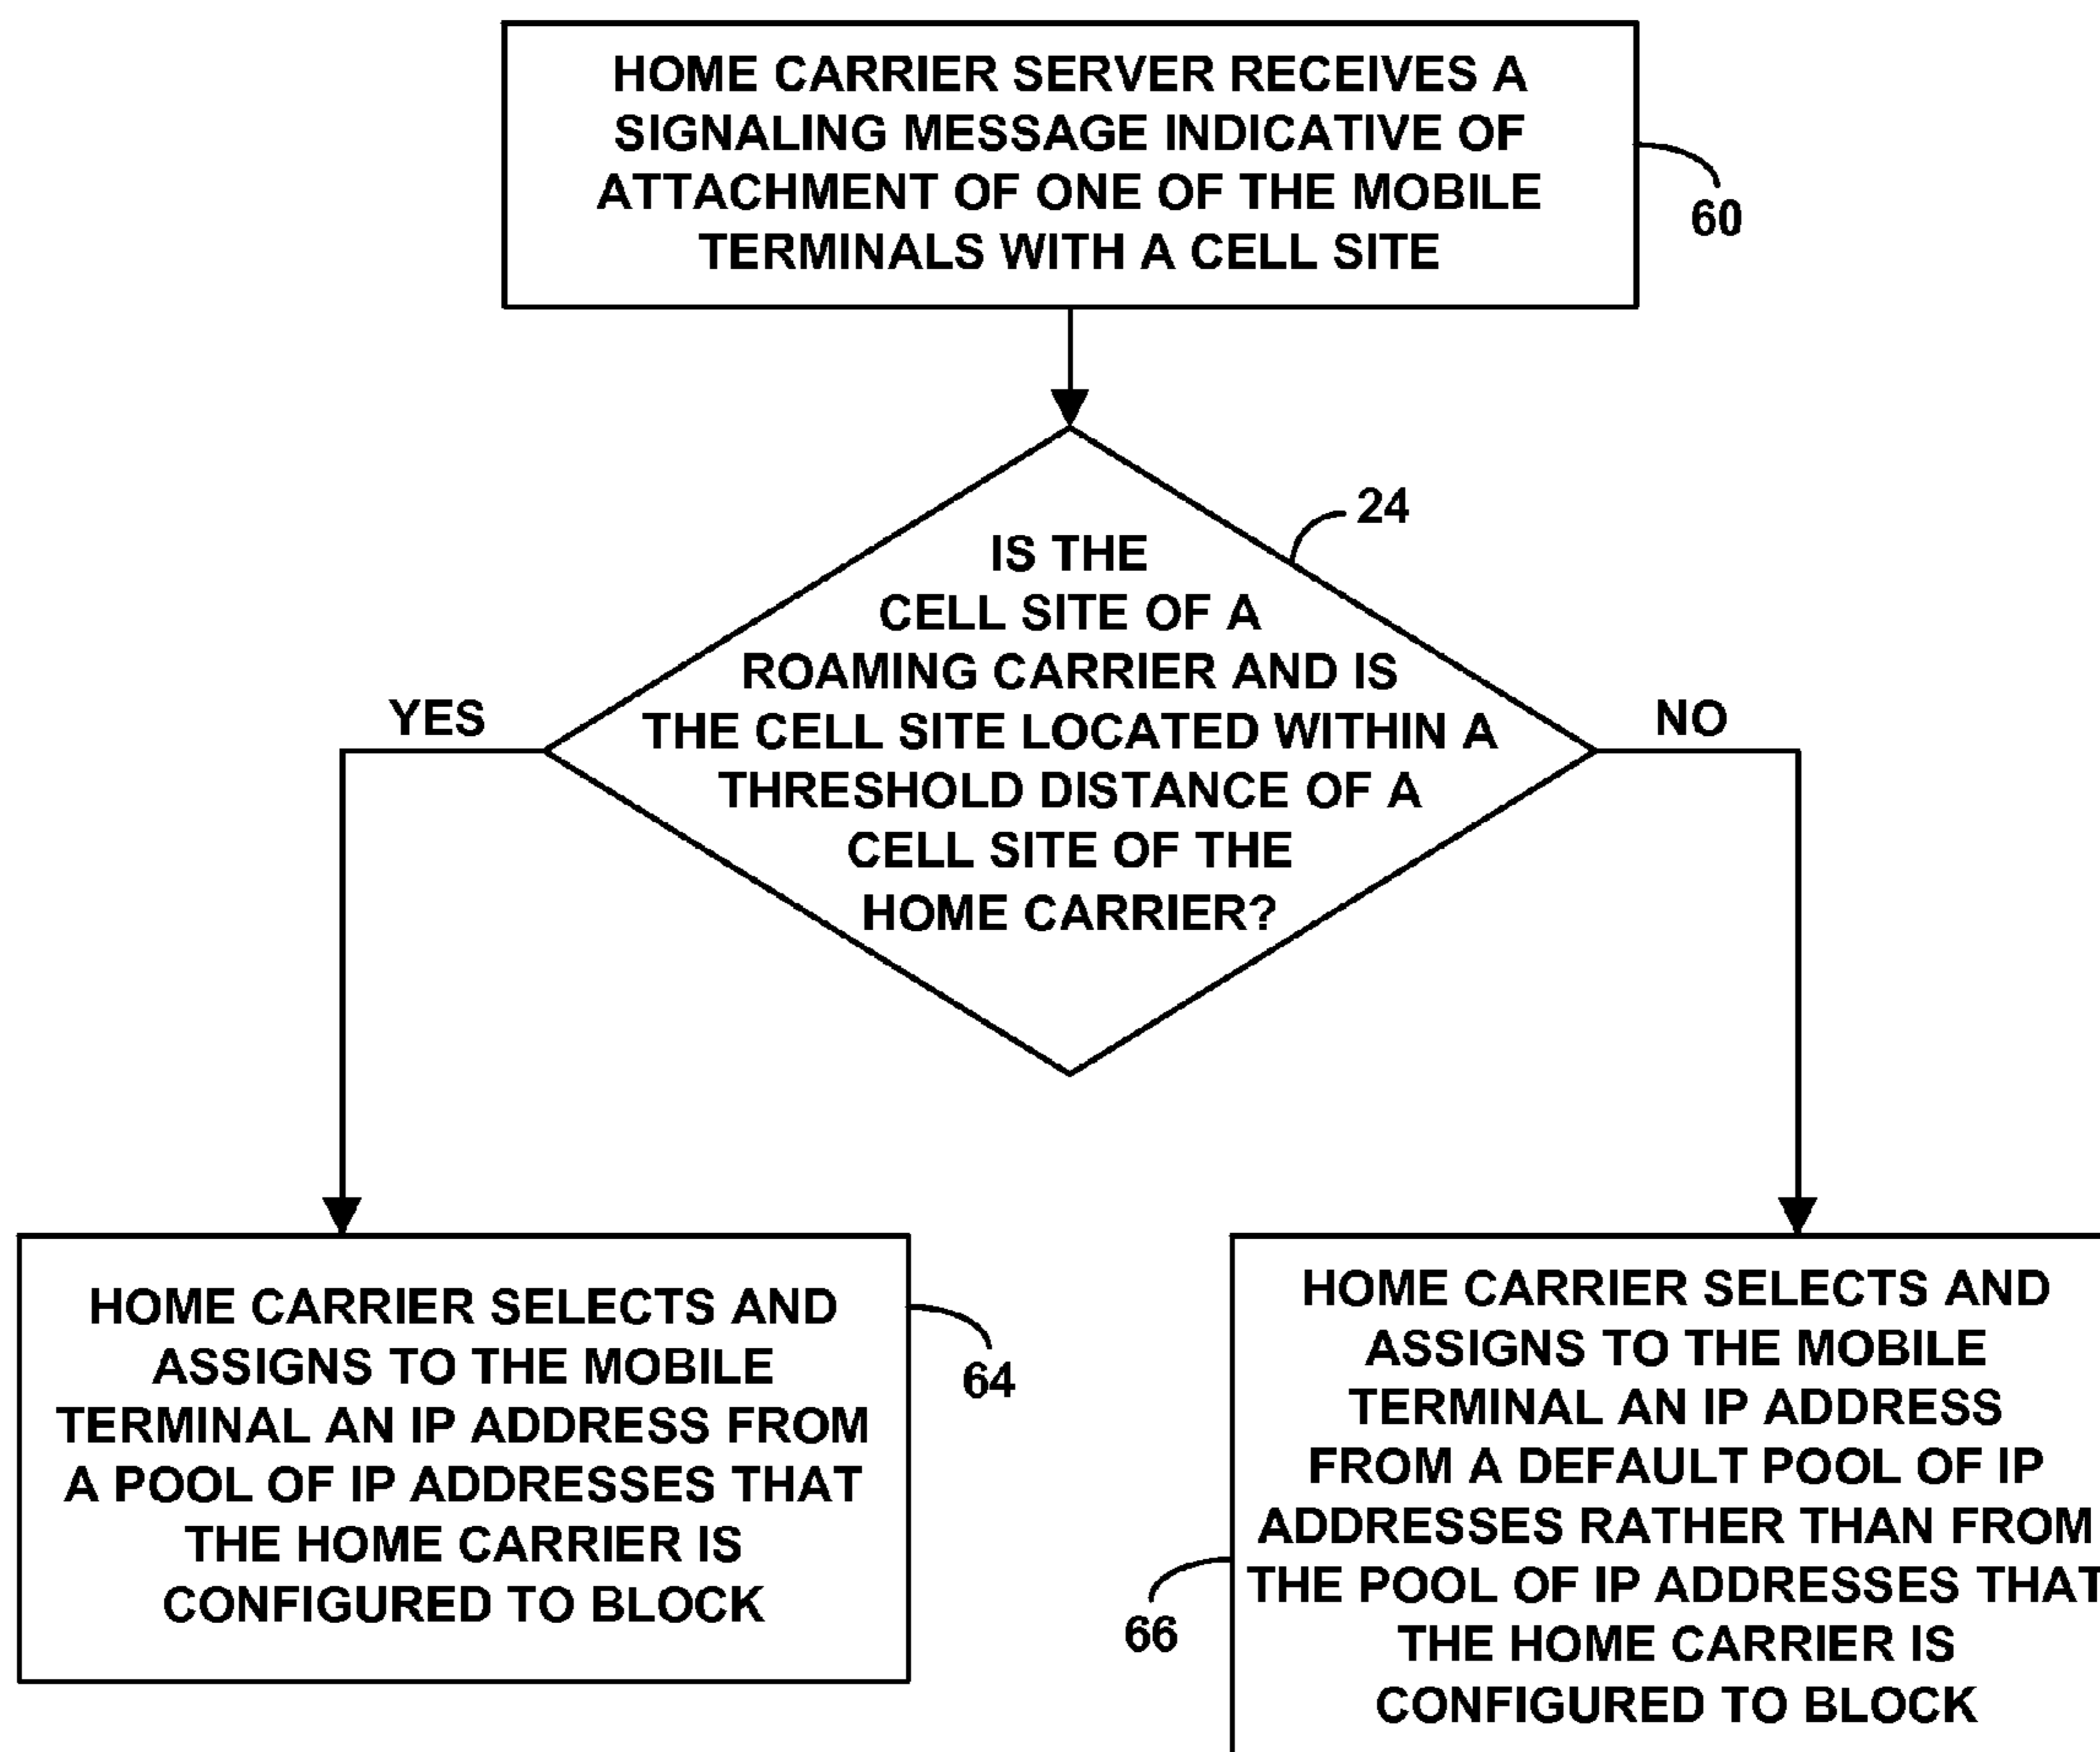 HOME CARRIER SERVER RECEIVES A
SIGNALING MESSAGE INDICATIVE OF
ATTACHMENT OF ONE OF THE MOBILE
TERMINALS WITH A CELL SITE
60
24
IS THE
CELL SITE OF A
ROAMING CARRIER AND IS
THE CELL SITE LOCATED WITHIN A
THRESHOLD DISTANCE OF A
CELL SITE OF THE
HOME CARRIER?
YES
NO
HOME CARRIER SELECTS AND
ASSIGNS TO THE MOBILE
TERMINAL AN IP ADDRESS FROM
A POOL OF IP ADDRESSES THAT
THE HOME CARRIER IS
CONFIGURED TO BLOCK
64
HOME CARRIER SELECTS AND
ASSIGNS TO THE MOBILE
TERMINAL AN IP ADDRESS
FROM A DEFAULT POOL OF IP
ADDRESSES RATHER THAN FROM
THE POOL OF IP ADDRESSES THAT
THE HOME CARRIER IS
CONFIGURED TO BLOCK
66